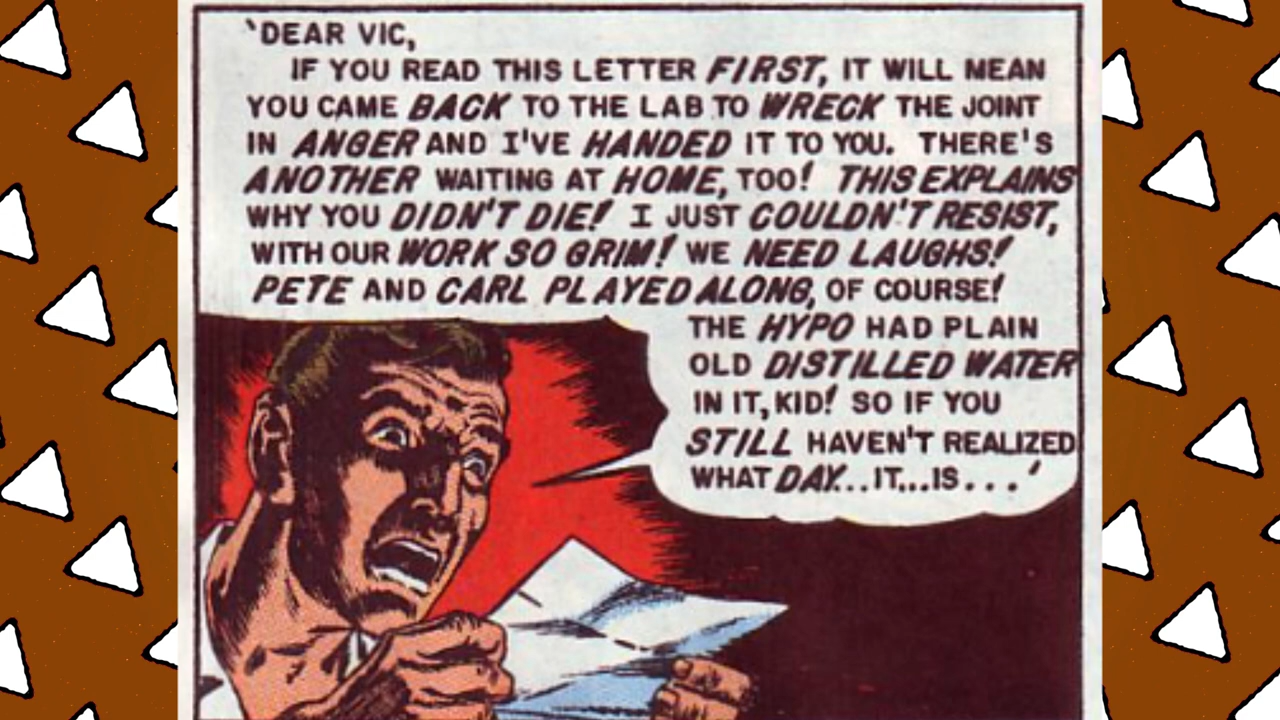 'DEAR VIC,
IF YOU READ THIS LETTER FIRST, IT WILL MEAN
YOU CAME BACK TO THE LAB TO WRECK THE JOINT
IN ANGER AND I'VE HANDED IT TO YOU. THERE'S
ANOTHER WAITING AT HOME, TOO! THIS EXPLAINS
WHY YOU DIDN'T DIE! I JUST COULDN'T RESIST,
WITH OUR WORK SO GRIM! WE NEED LAUGHS!
PETE AND CARL PLAYED ALONG, OF COURSE!
THE HYPO HAD PLAIN
OLD DISTILLED WATER
IN IT, KID! SO IF YOU
STILL HAVEN'T REALIZED
WHAT DAY...IT...IS...'